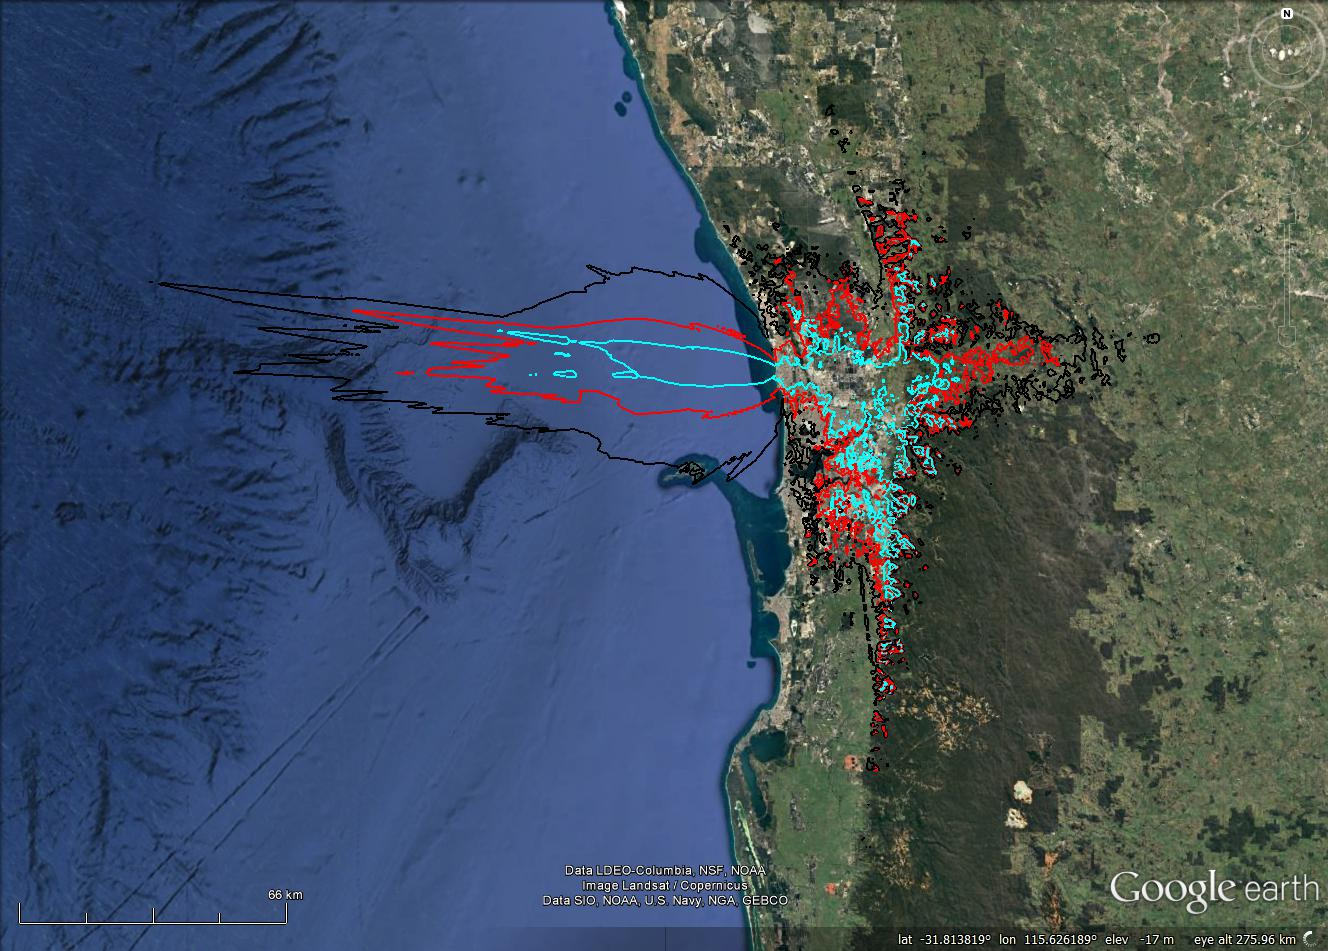 N
66 km
Data LDEO-Columbia, NSF, NOAA
Image Landsat / Copernicus
Data SIO, NOAA, U.S. Navy, NGA, GEBCO
Google earth
lat -31.813819° lon 115.626189° elev -17 m eye alt 275.96 km